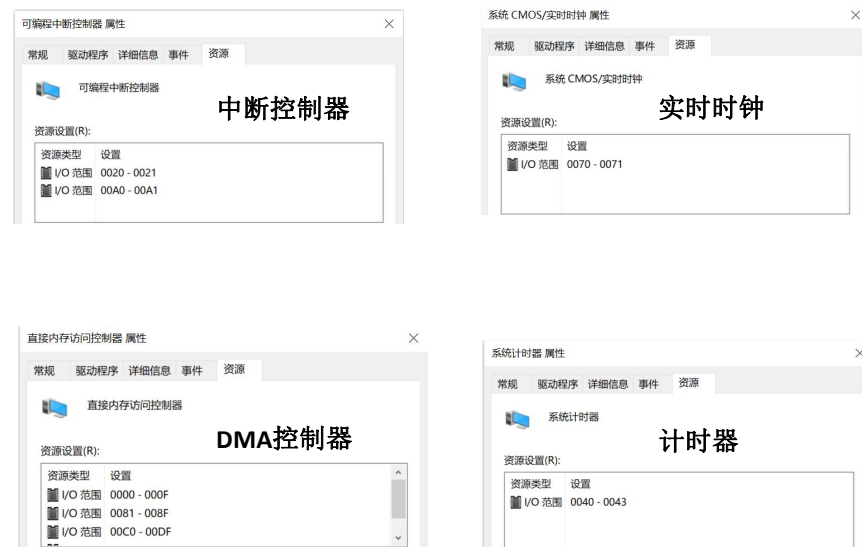 可编程中断控制器 属性
常规 驱动程序 详细信息 事件 资源
可编程中断控制器
中断控制器
资源设置(R):
资源类型 设置
I/O 范围 0020 - 0021
I/O 范围 00A0 - 00A1
系统 CMOS/实时时钟 属性
常规 驱动程序 详细信息 事件 资源
系统 CMOS/实时时钟
实时时钟
资源设置(R):
资源类型 设置
I/O 范围 0070 - 0071
直接内存访问控制器 属性
常规 驱动程序 详细信息 事件 资源
直接内存访问控制器
DMA控制器
资源设置(R):
资源类型 设置
I/O 范围 0000 - 000F
I/O 范围 0081 - 008F
I/O 范围 00C0 - 00DF
系统计时器 属性
常规 驱动程序 详细信息 事件 资源
系统计时器
计时器
资源设置(R):
资源类型 设置
I/O 范围 0040 - 0043